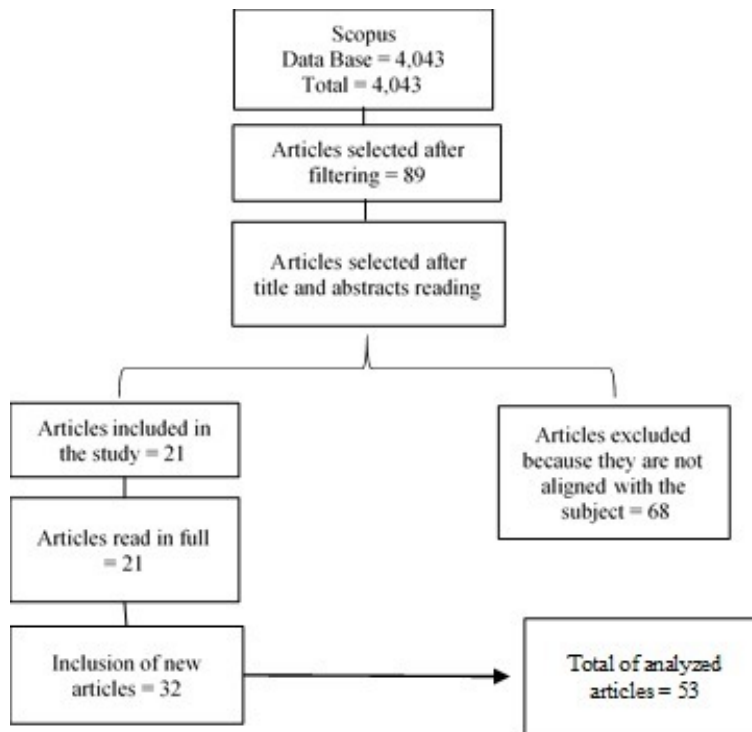 Scopus
Data Base = 4,043
Total = 4,043
Articles selected after
filtering = 89
Articles selected after
title and abstracts reading
Articles included in
the study = 21
Articles excluded
because they are not
aligned with the
subject = 68
Articles read in full
= 21
Inclusion of new
articles = 32
Total of analyzed
articles = 53